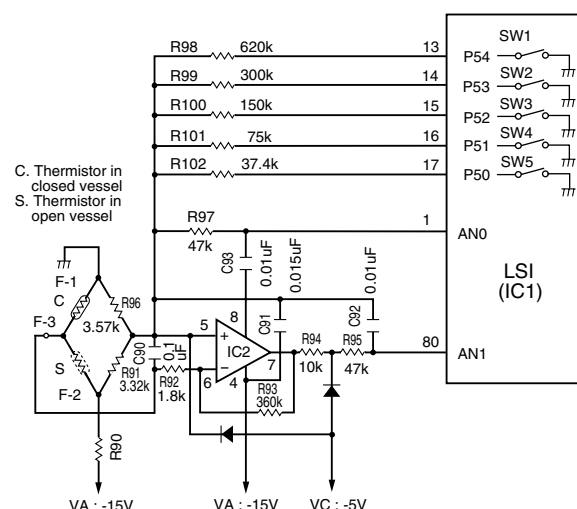 SW1
R98 620k 13 P54
SW2
R99 300k 14 P53
SW3
R100 150k 15 P52
SW4
R101 75k 16 P51
SW5
R102 37.4k 17 P50
C. Thermistor in
closed vessel
S. Thermistor in
open vessel
R97
47k
1 AN0
C93
0.01uF
0.015uF
0.01uF
LSI
(IC1)
F-1
C
R96
F-3
3.57k
8
5
+
IC2
−
6
4
7
C91
C92
C90
0.1
uF
R94
10k
R95
47k
80 AN1
S
R91
3.32k
R92
1.8k
R93
360k
F-2
R90
VA : -15V
VA : -15V
VC : -5V